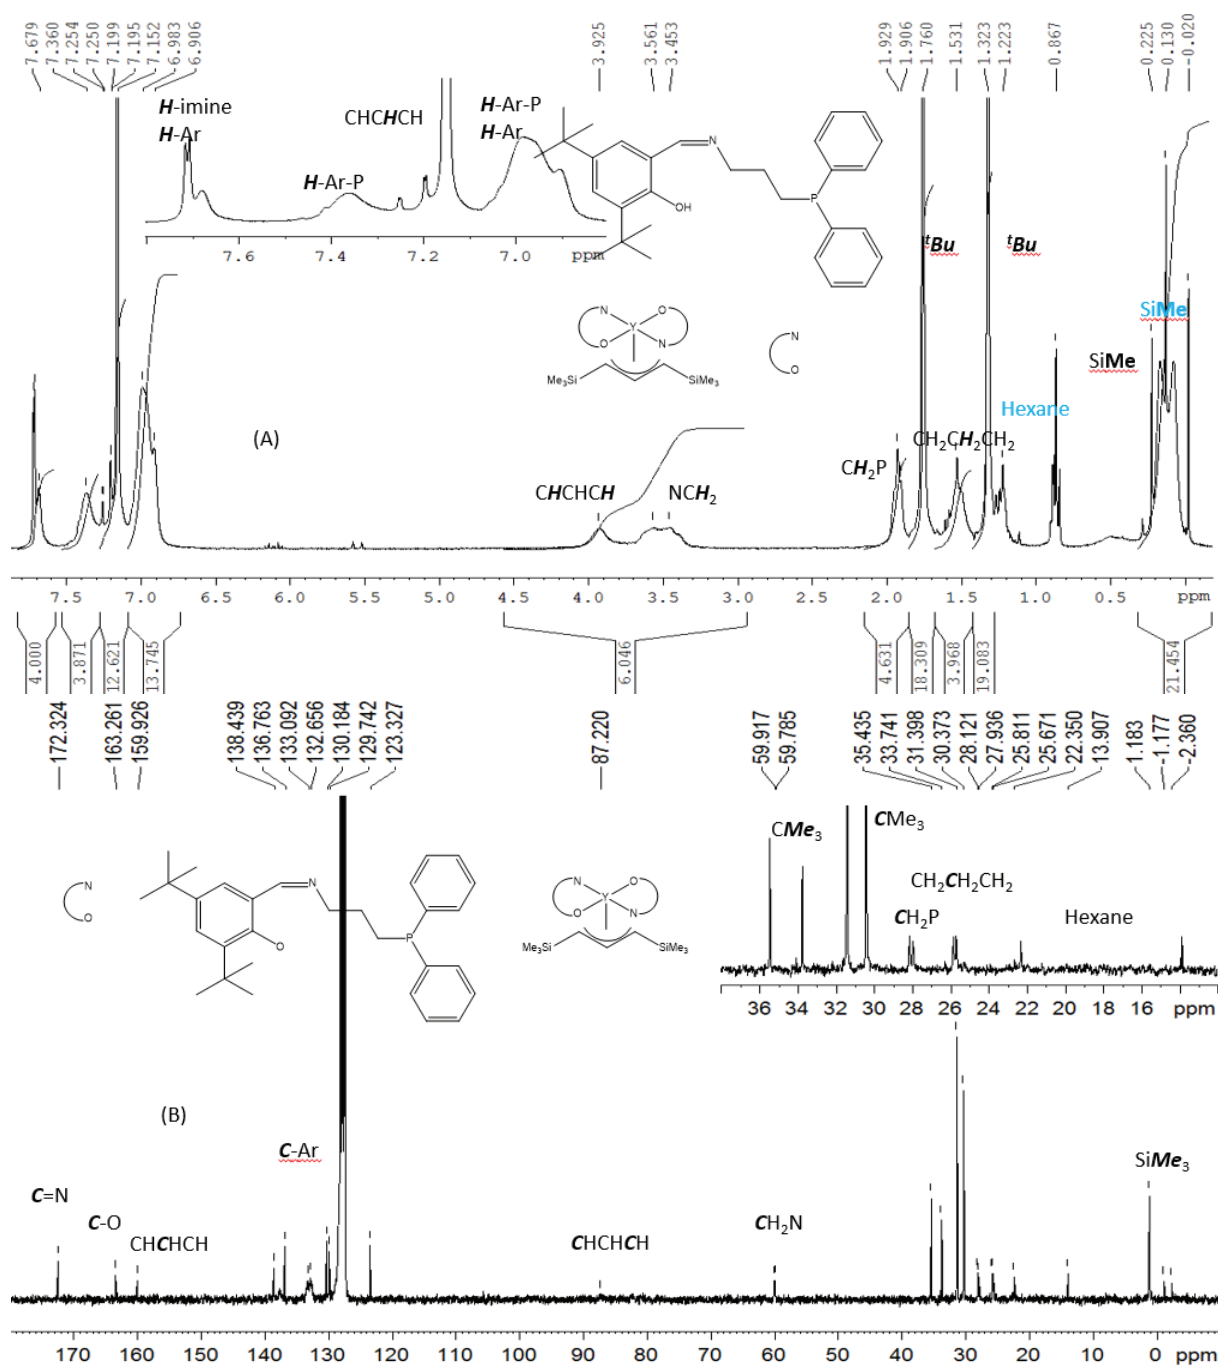 7.679 7.360 7.254 7.250 7.199 7.195 7.152 6.983 6.906 3.925 3.561 3.453 1.929 1.906 1.760 1.531 1.323 1.223 0.867 0.225 0.130 -0.020
H-imine
H-Ar
CHCHCH
H-Ar-P
H-Ar
H-Ar-P
N
OH
P
7.6 7.4 7.2 7.0 ppm
tBu tBu
N O
Y
O N
Me3Si SiMe3
N
O
SiMe
SiMe
Hexane
(A)
CH2CH2CH2
CH2P
CHCHCH NCH2
7.5 7.0 6.5 6.0 5.5 5.0 4.5 4.0 3.5 3.0 2.5 2.0 1.5 1.0 0.5 ppm
4.000 3.871 12.621 13.745 6.046 4.631 18.309 3.968 19.083 21.454
172.324 163.261 159.926 138.439 136.763 133.092 132.656 130.184 129.742 123.327 87.220 59.917 59.785 35.435 33.741 31.398 30.373 28.121 27.936 25.811 25.671 22.350 13.907 1.183 -1.177 -2.360
CMe3 CMe3
CH2CH2CH2
CH2P Hexane
N
O
N
O
P
N O
Y
O N
Me3Si SiMe3
36 34 32 30 28 26 24 22 20 18 16 ppm
(B)
C-Ar
SiMe3
C=N
C-O
CHCHCH
CHCHCH
CH2N
170 160 150 140 130 120 110 100 90 80 70 60 50 40 30 20 10 0 ppm